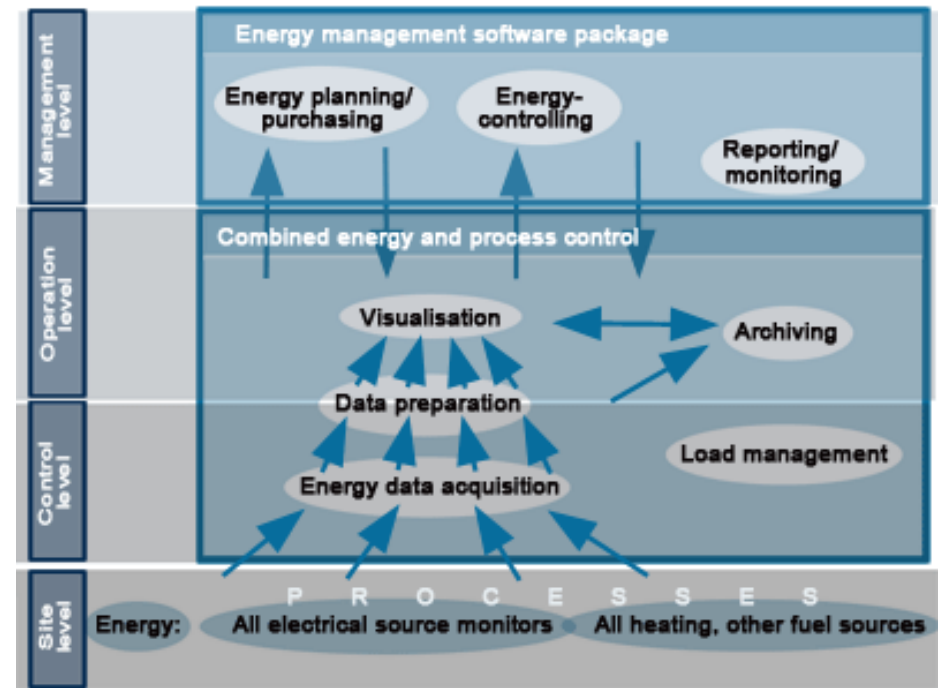 Management
level
Energy management software package
Energy planning/
purchasing
Energy-
controlling
Reporting/
monitoring
Operation
level
Combined energy and process control
Visualisation
Archiving
Data preparation
Control
level
Load management
Energy data acquisition
Site
level
P R O C E S S E S
Energy:
All electrical source monitors
All heating, other fuel sources